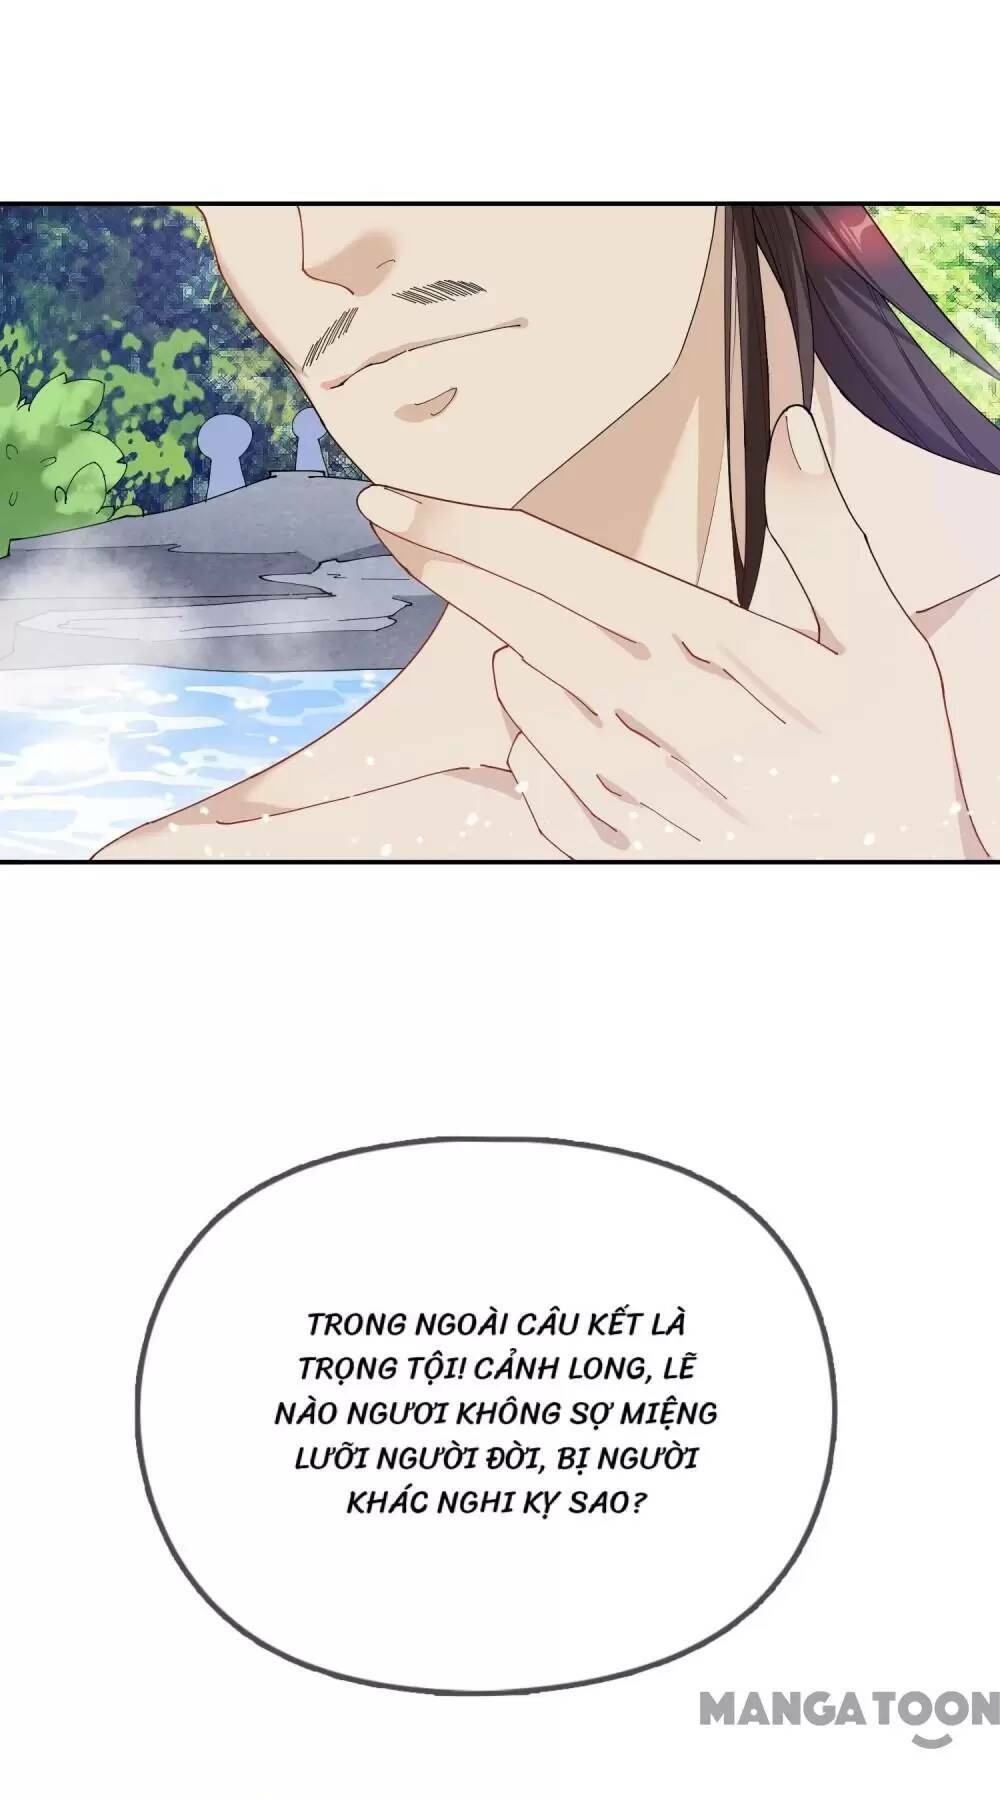 TRONG NGOÀI CÂU KẾT LÀ
TRỌNG TỘI! CẢNH LONG, LẼ
NÀO NGƯƠI KHÔNG SỢ MIỆNG
LƯỠI NGƯỜI ĐỜI, BỊ NGƯỜI
KHÁC NGHI KỴ SAO?
MANGATOON